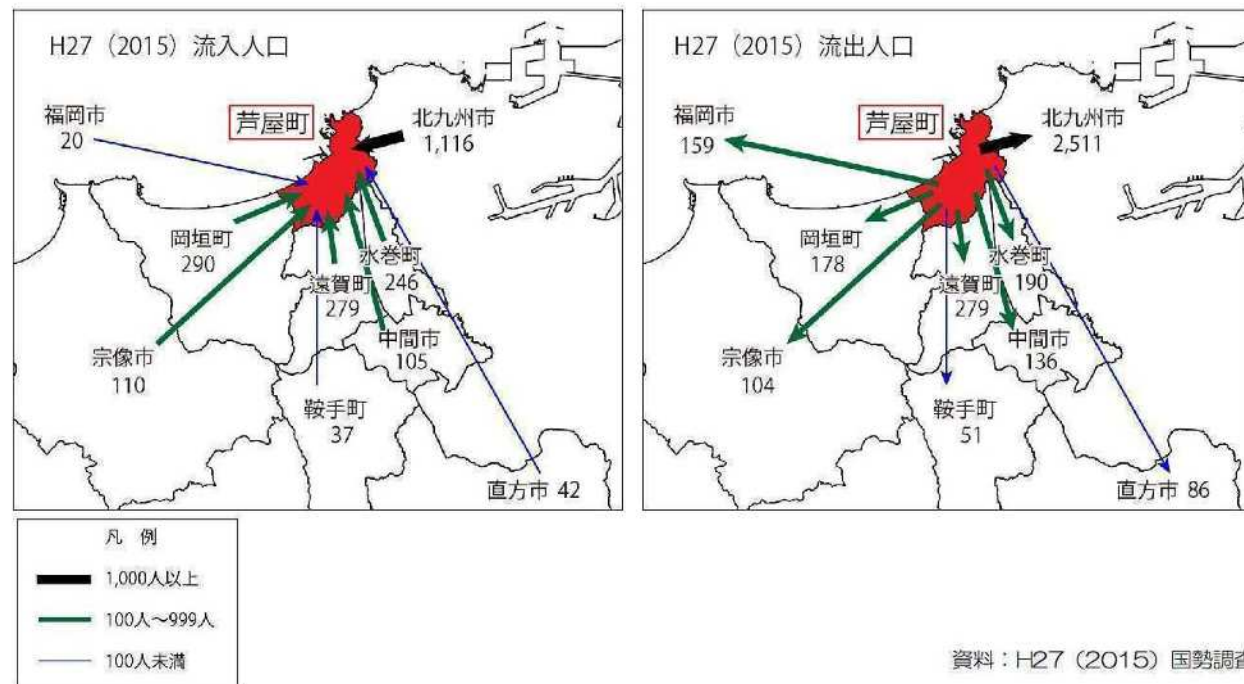 H27（2015）流入人口
福岡市
20
芦屋町
北九州市
1,116
岡垣町
290
水巻町
246
遠賀町
279
宗像市
110
中間市
105
鞍手町
37
直方市 42
H27（2015）流出人口
福岡市
159
芦屋町
北九州市
2,511
岡垣町
178
水巻町
190
遠賀町
279
宗像市
104
中間市
136
鞍手町
51
直方市 86
凡 例
1,000人以上
100人～999人
100人未満
資料：H27（2015）国勢調査